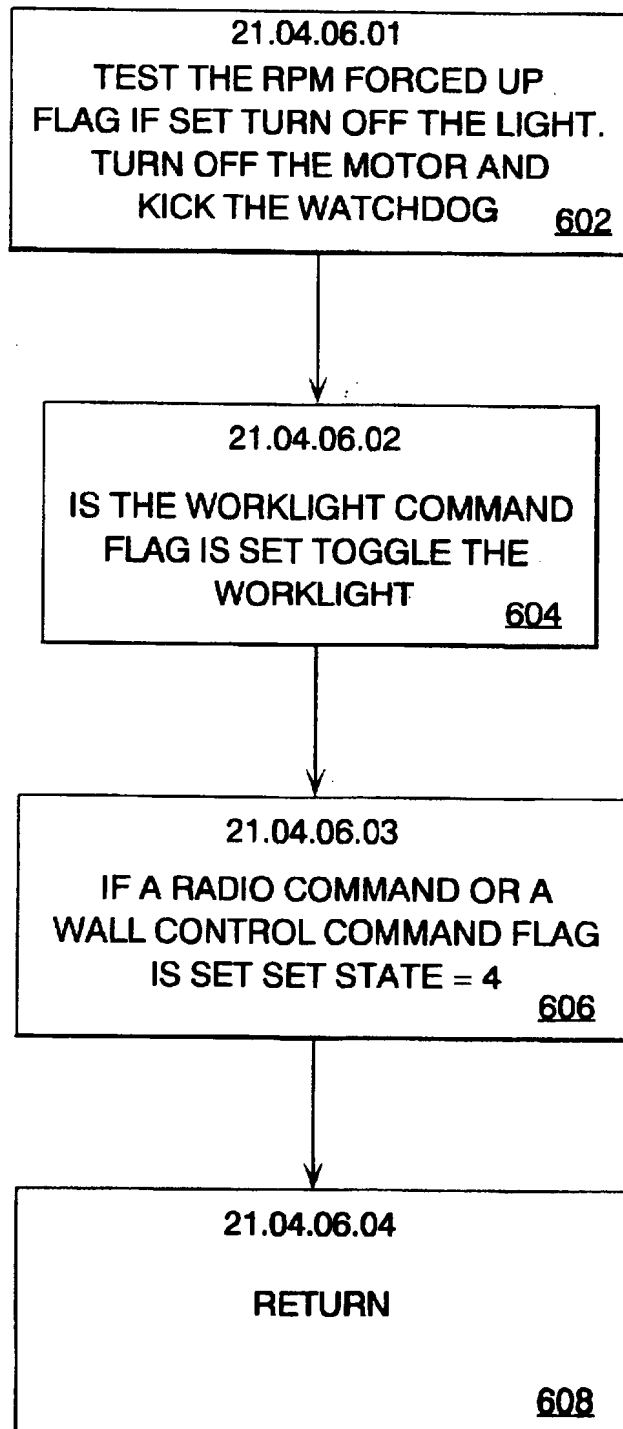 21.04.06.01
TEST THE RPM FORCED UP
FLAG IF SET TURN OFF THE LIGHT.
TURN OFF THE MOTOR AND
KICK THE WATCHDOG
602
21.04.06.02
IS THE WORKLIGHT COMMAND
FLAG IS SET TOGGLE THE
WORKLIGHT
604
21.04.06.03
IF A RADIO COMMAND OR A
WALL CONTROL COMMAND FLAG
IS SET SET STATE = 4
606
21.04.06.04
RETURN
608